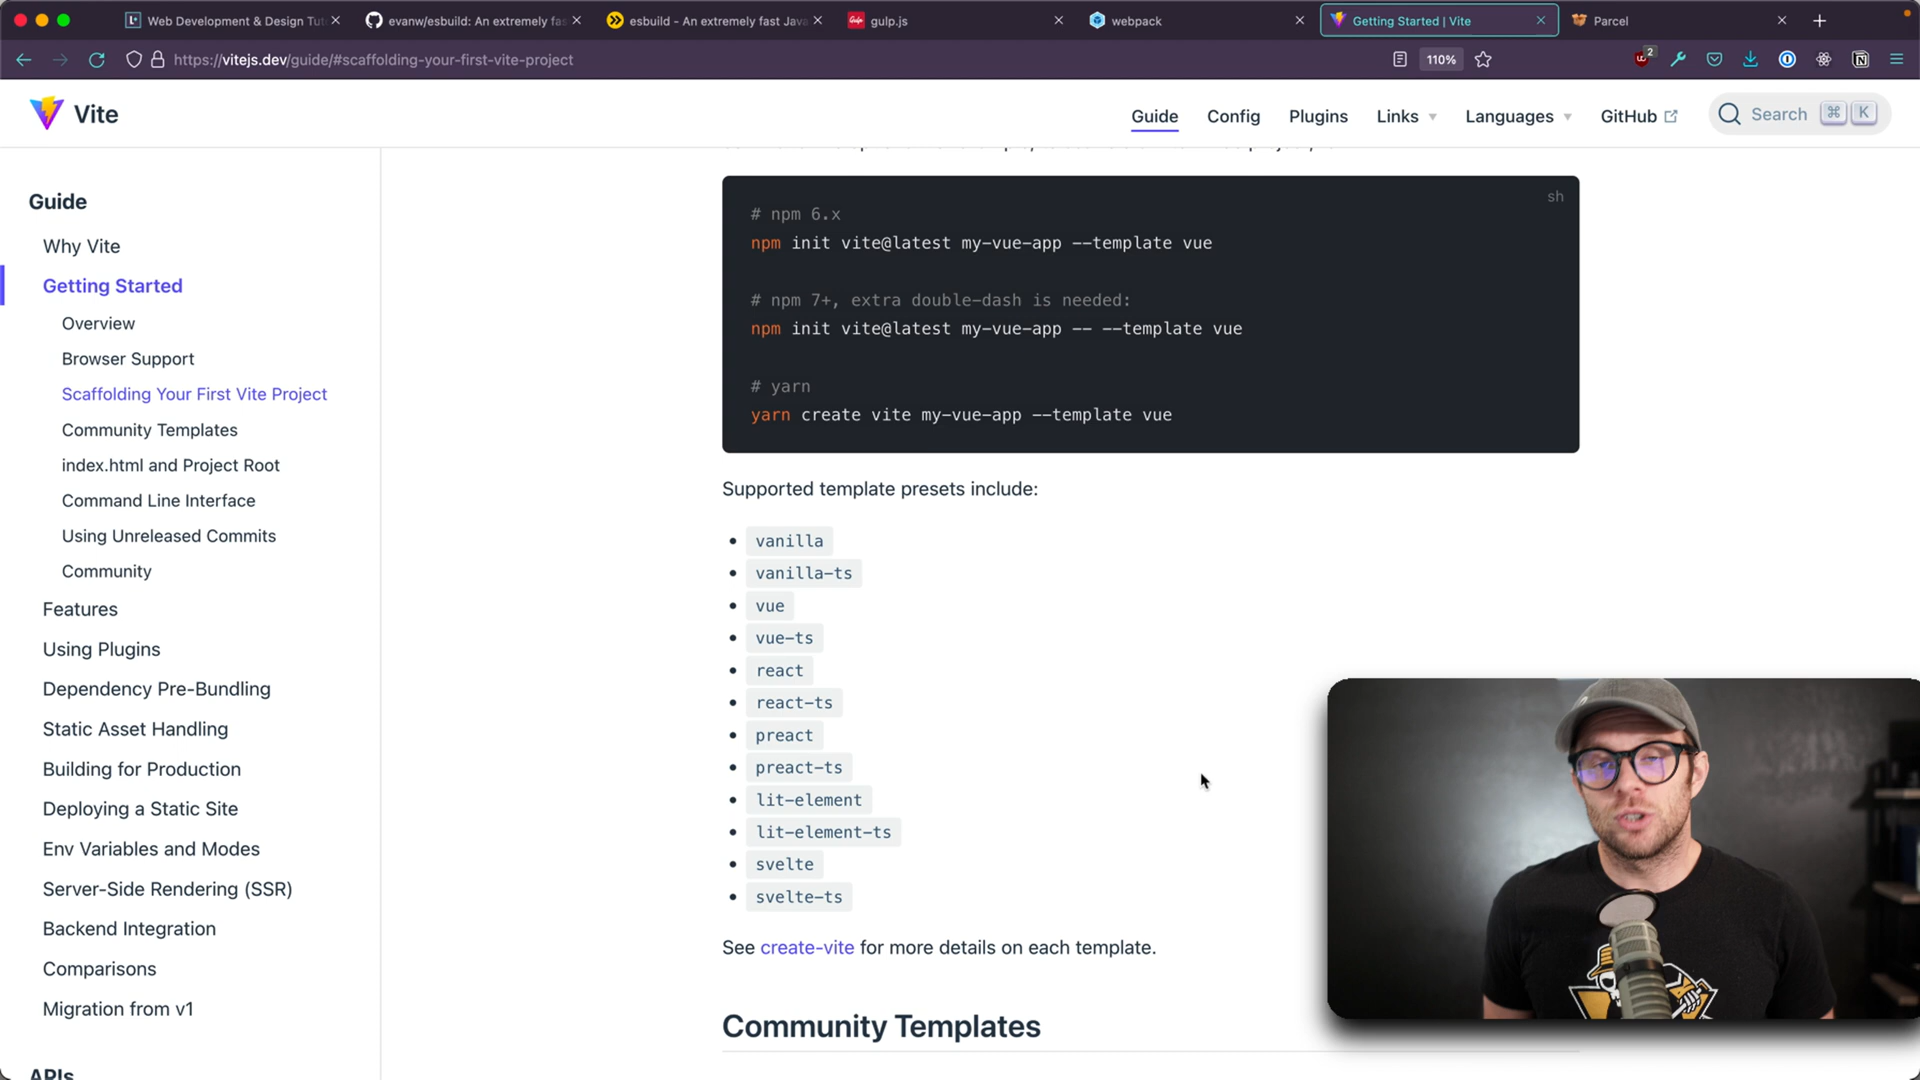 Web Development & Design Tut
evanw/esbuild: An extremely fas
esbuild - An extremely fast Java
gulp.js
webpack
Getting Started | Vite
Parcel
https://vitejs.dev/guide/#scaffolding-your-first-vite-project
110%
2
Vite
Guide
Config
Plugins
Links
Languages
GitHub
Search
⌘
K
Guide
Why Vite
Getting Started
Overview
Browser Support
Scaffolding Your First Vite Project
Community Templates
index.html and Project Root
Command Line Interface
Using Unreleased Commits
Community
Features
Using Plugins
Dependency Pre-Bundling
Static Asset Handling
Building for Production
Deploying a Static Site
Env Variables and Modes
Server-Side Rendering (SSR)
Backend Integration
Comparisons
Migration from v1
APIs
sh
# npm 6.x
npm init vite@latest my-vue-app --template vue
# npm 7+, extra double-dash is needed:
npm init vite@latest my-vue-app -- --template vue
# yarn
yarn create vite my-vue-app --template vue
Supported template presets include:
• vanilla
• vanilla-ts
• vue
• vue-ts
• react
• react-ts
• preact
• preact-ts
• lit-element
• lit-element-ts
• svelte
• svelte-ts
See create-vite for more details on each template.
Community Templates